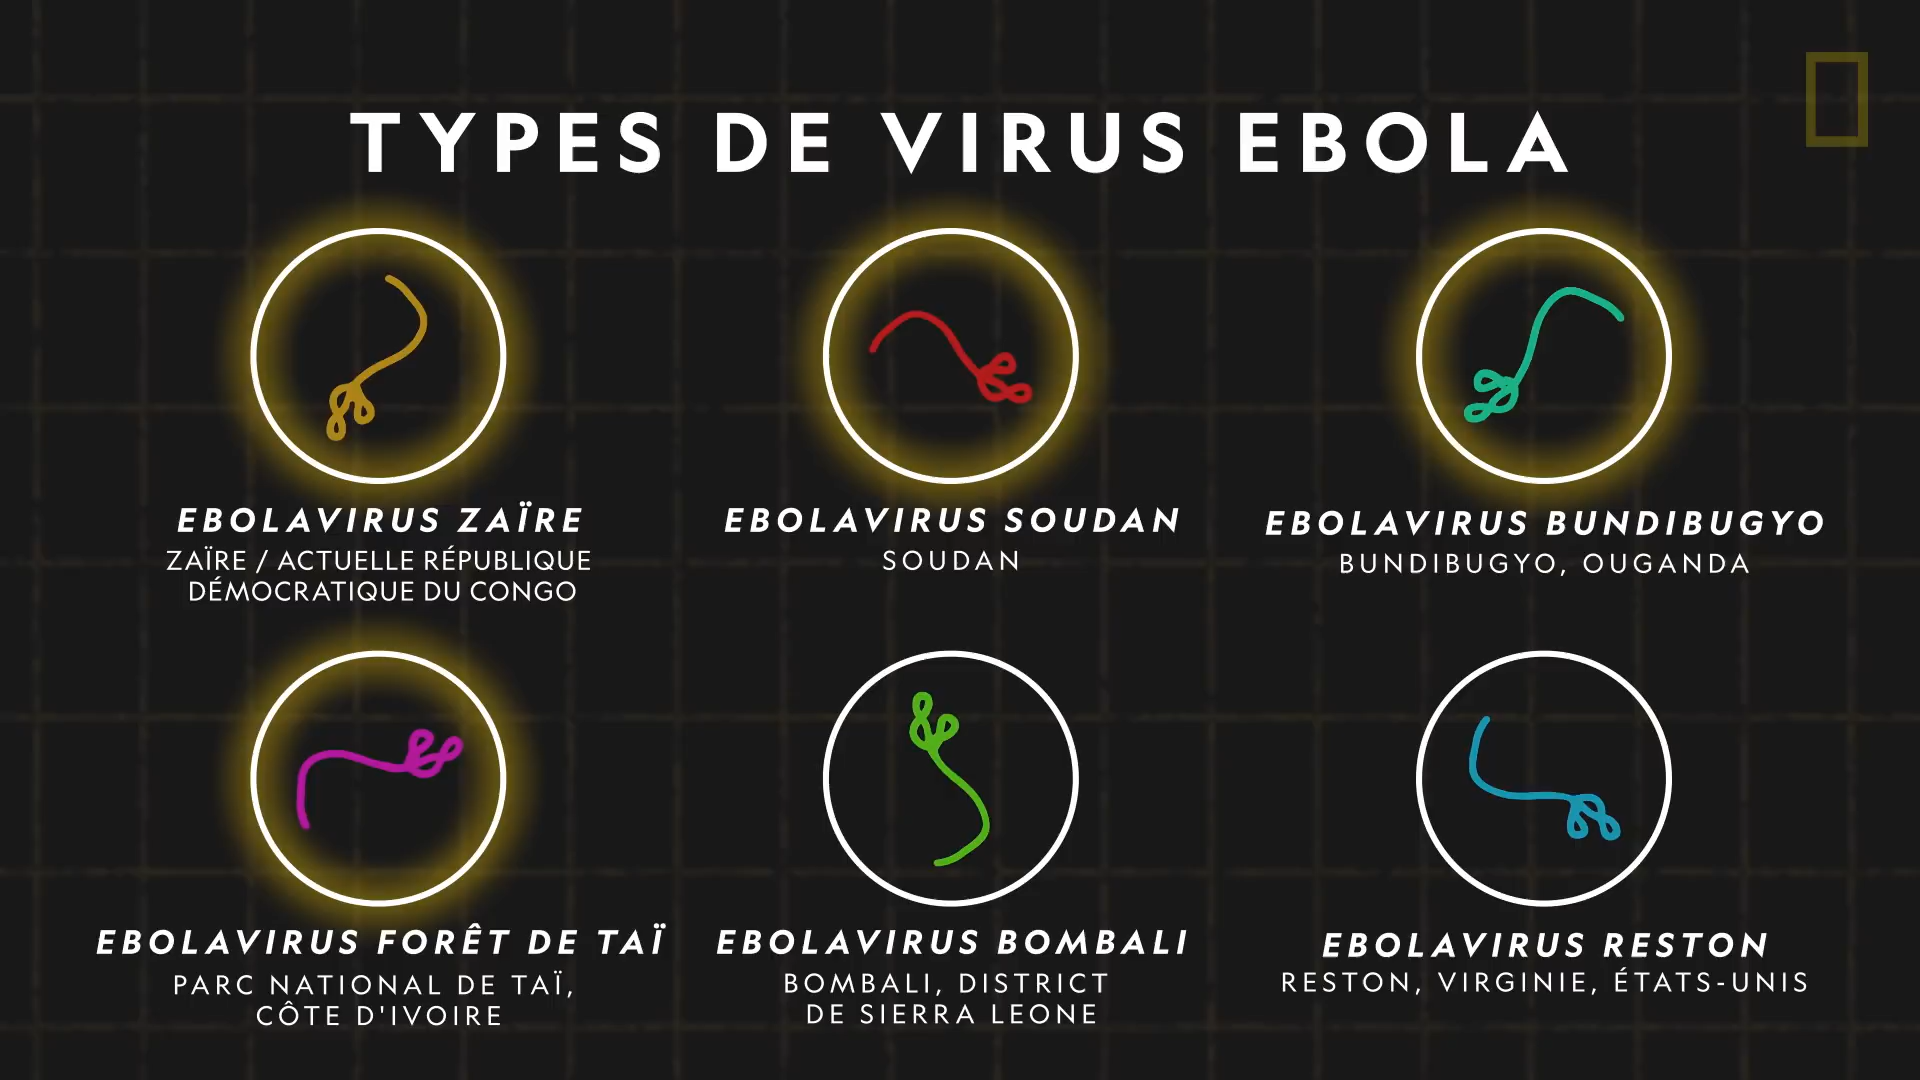 TYPES DE VIRUS EBOLA
EBOLAVIRUS ZAÏRE
ZAÏRE / ACTUELLE RÉPUBLIQUE
DÉMOCRATIQUE DU CONGO
EBOLAVIRUS SOUDAN
SOUDAN
EBOLAVIRUS BUNDIBUGYO
BUNDIBUGYO, OUGANDA
EBOLAVIRUS FORÊT DE TAÏ
PARC NATIONAL DE TAÏ,
CÔTE D'IVOIRE
EBOLAVIRUS BOMBALI
BOMBALI, DISTRICT
DE SIERRA LEONE
EBOLAVIRUS RESTON
RESTON, VIRGINIE, ÉTATS-UNIS